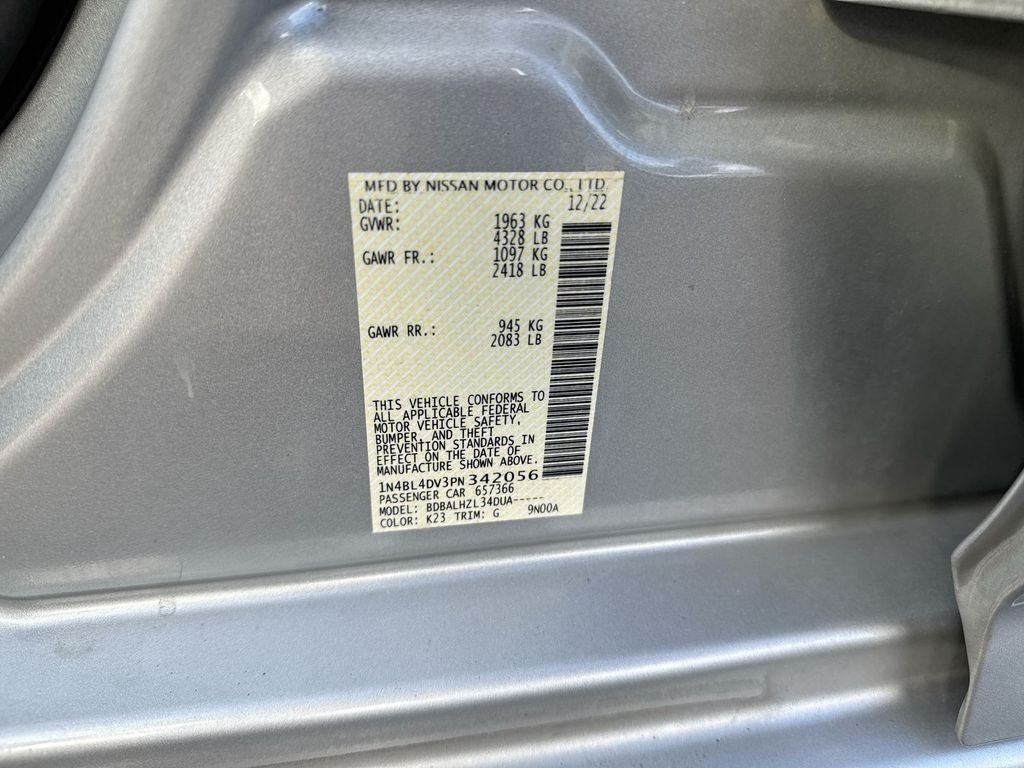 MFD BY NISSAN MOTOR CO., LTD.
DATE: 12/22
GVWR: 1963 KG
4328 LB
GAWR FR.: 1097 KG
2418 LB
GAWR RR.: 945 KG
2083 LB
THIS VEHICLE CONFORMS TO
ALL APPLICABLE FEDERAL
MOTOR VEHICLE SAFETY,
BUMPER, AND THEFT
PREVENTION STANDARDS IN
EFFECT ON THE DATE OF
MANUFACTURE SHOWN ABOVE.
1N4BL4DV3PN342056
PASSENGER CAR 657366
MODEL: BDBALHZL34DUA-----
COLOR: K23 TRIM: G 9N00A